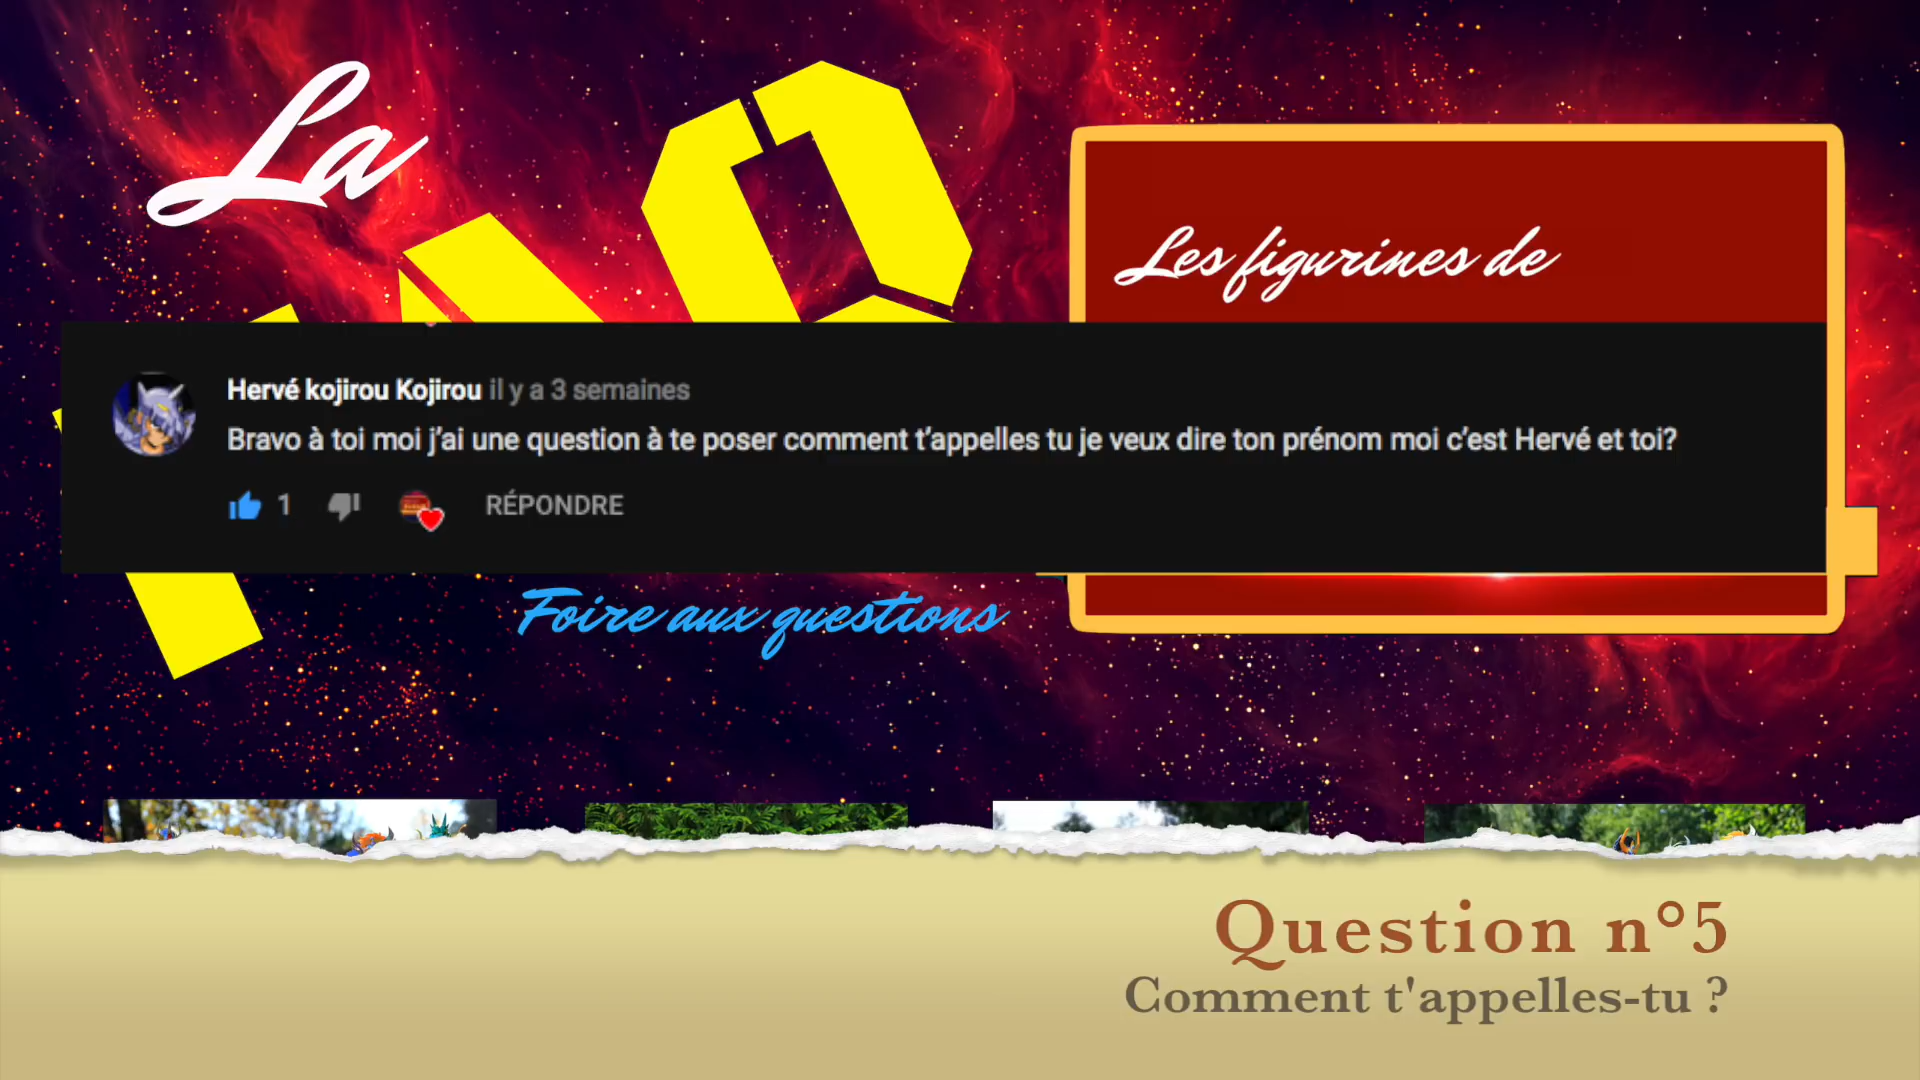 La
Les figurines de
Hervé kojirou Kojirou il y a 3 semaines
Bravo à toi moi j’ai une question à te poser comment t’appelles tu je veux dire ton prénom moi c’est Hervé et toi?
1
RÉPONDRE
Foire aux questions
Question n°5
Comment t'appelles-tu ?